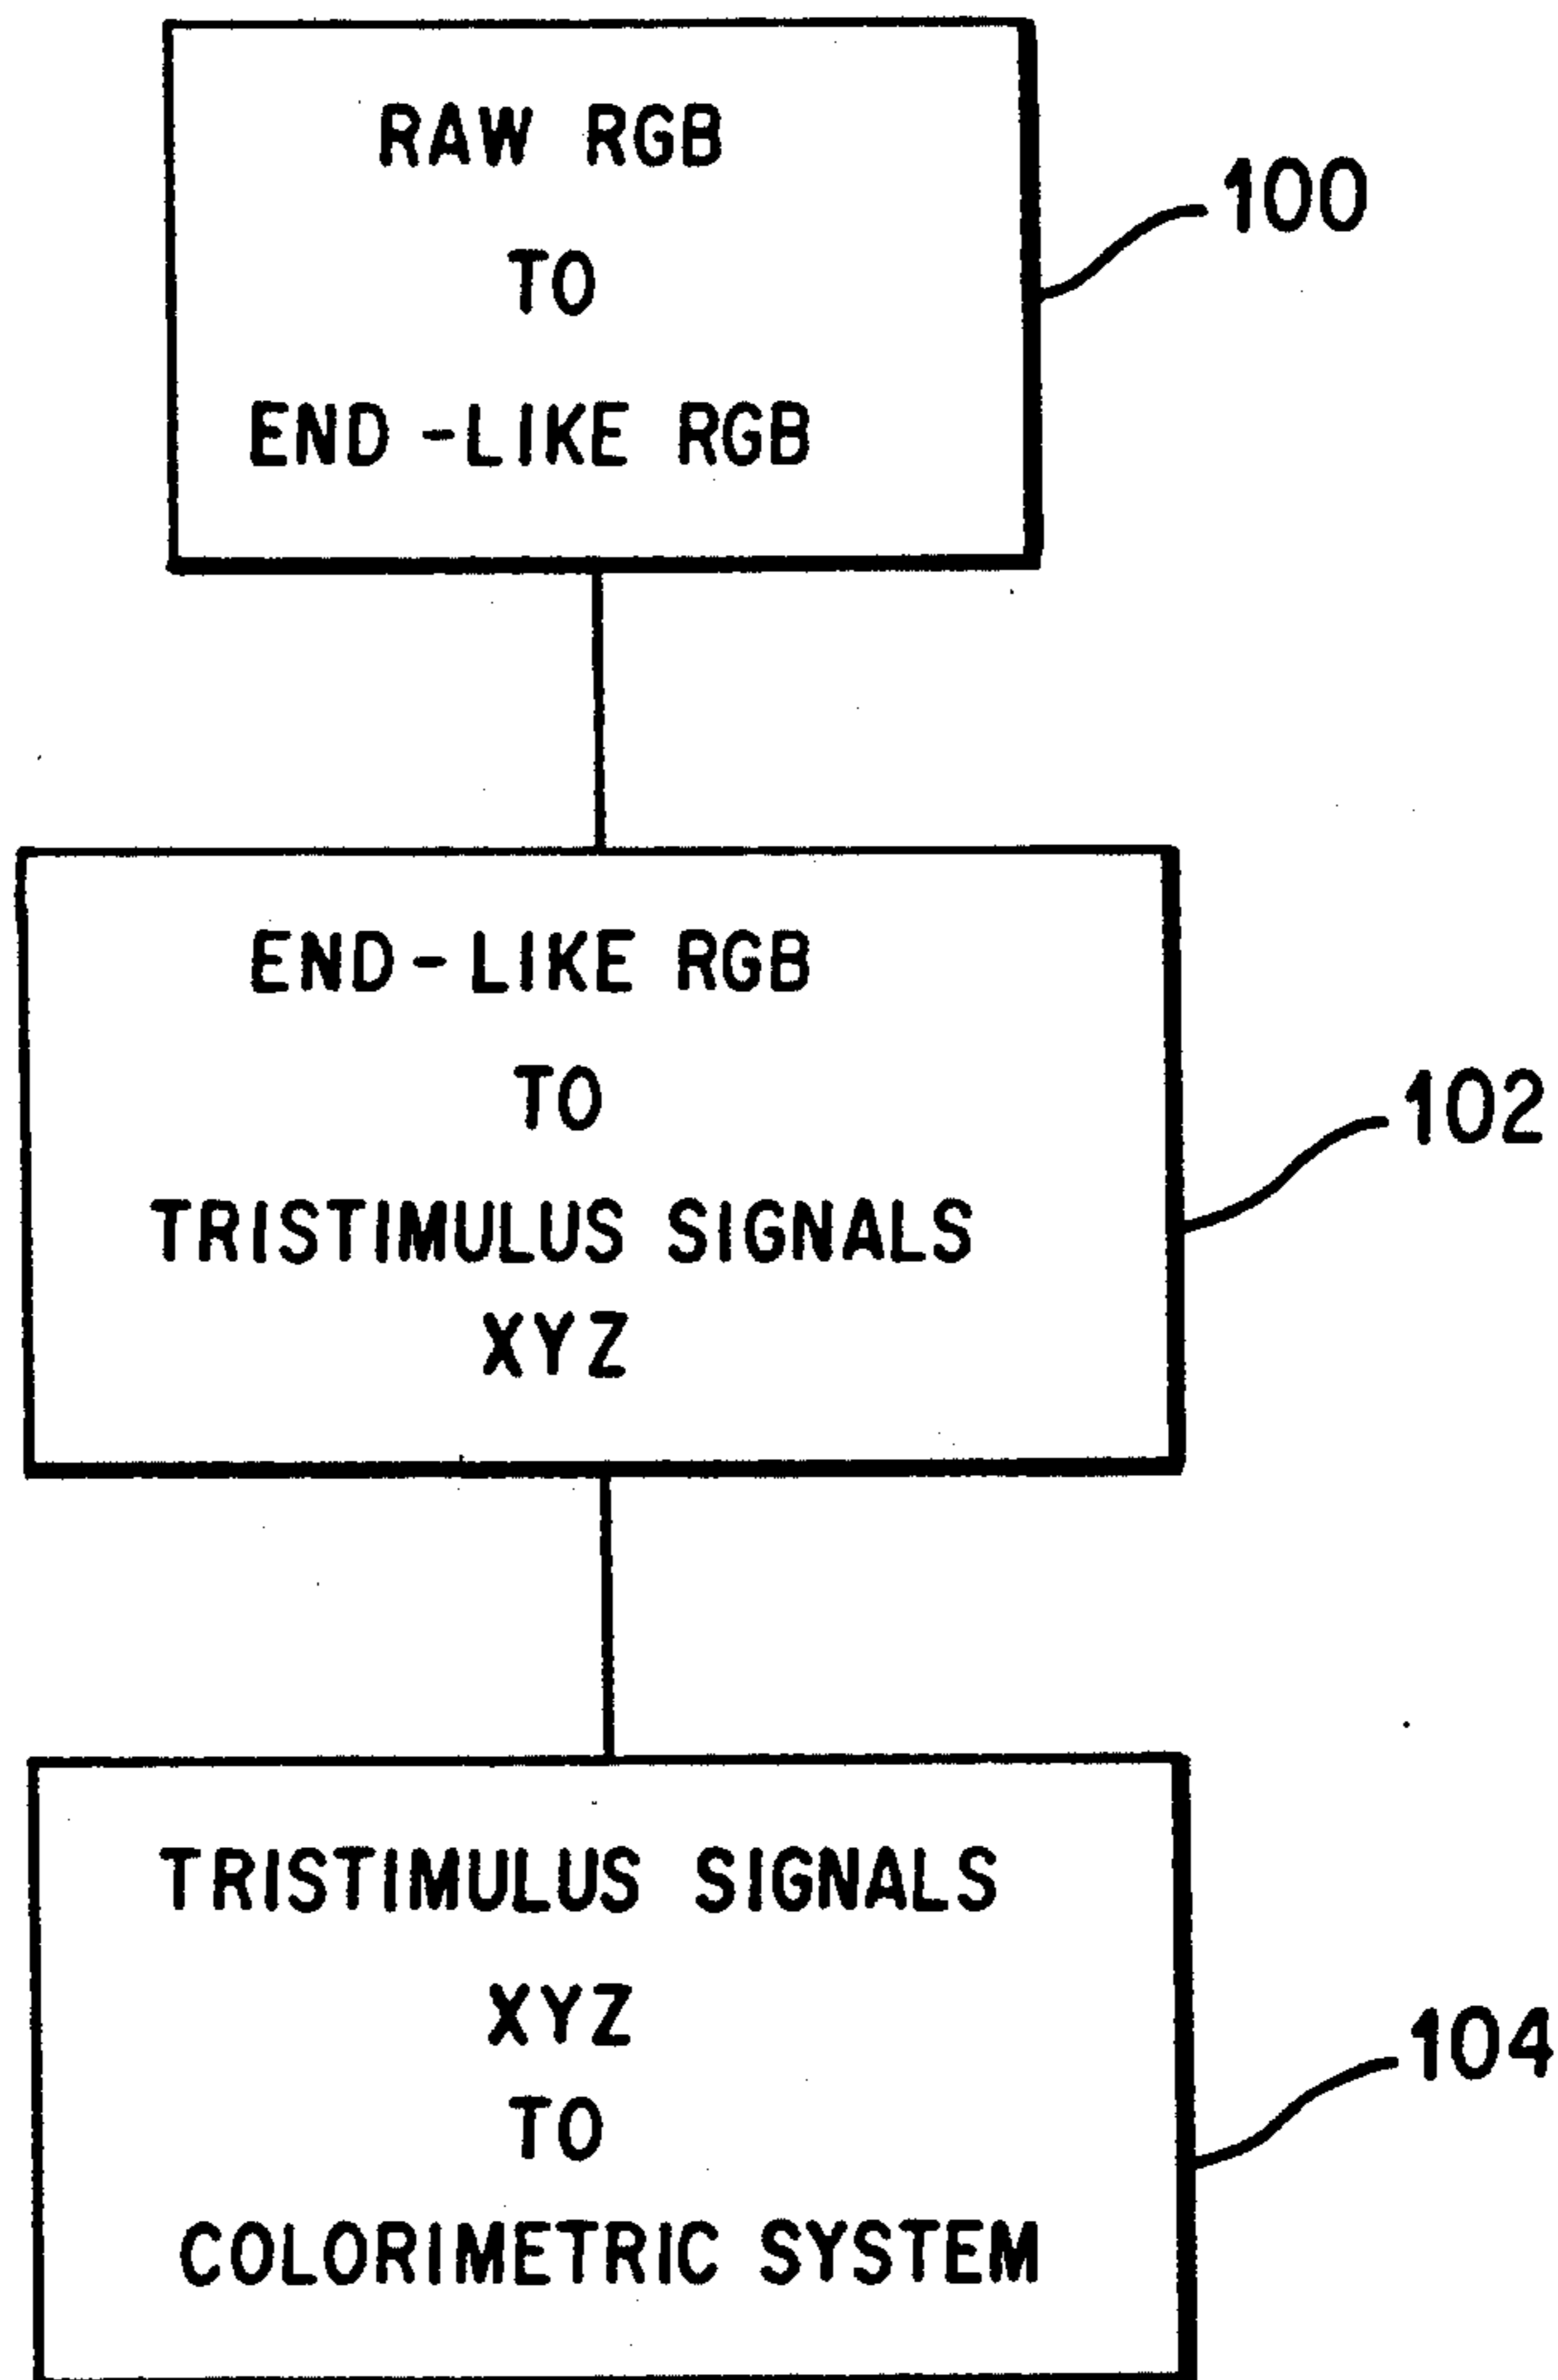 RAW RGB
TO
END-LIKE RGB
100
END-LIKE RGB
TO
TRISTIMULUS SIGNALS
XYZ
102
TRISTIMULUS SIGNALS
XYZ
TO
COLORIMETRIC SYSTEM
104